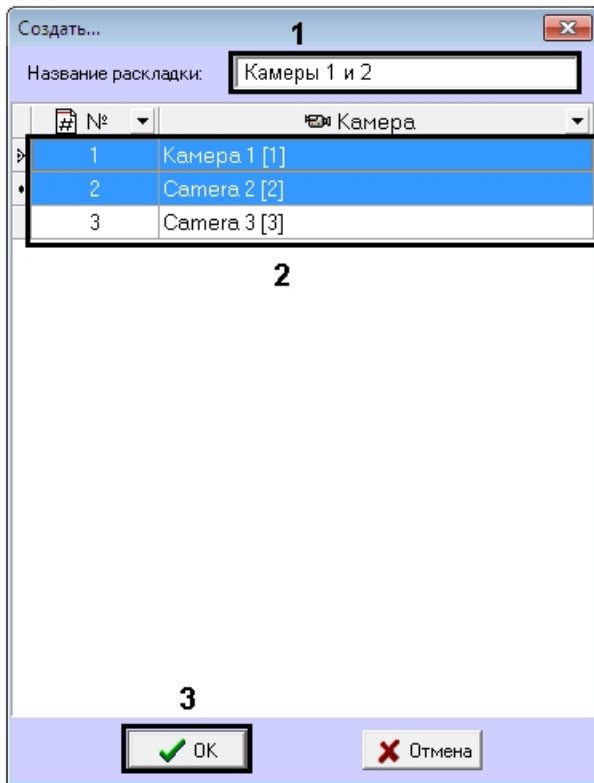 Создать...
1
Название раскладки: Камеры 1 и 2
# № Камера
1 Камера 1 [1]
2 Camera 2 [2]
3 Camera 3 [3]
2
3
OK Отмена